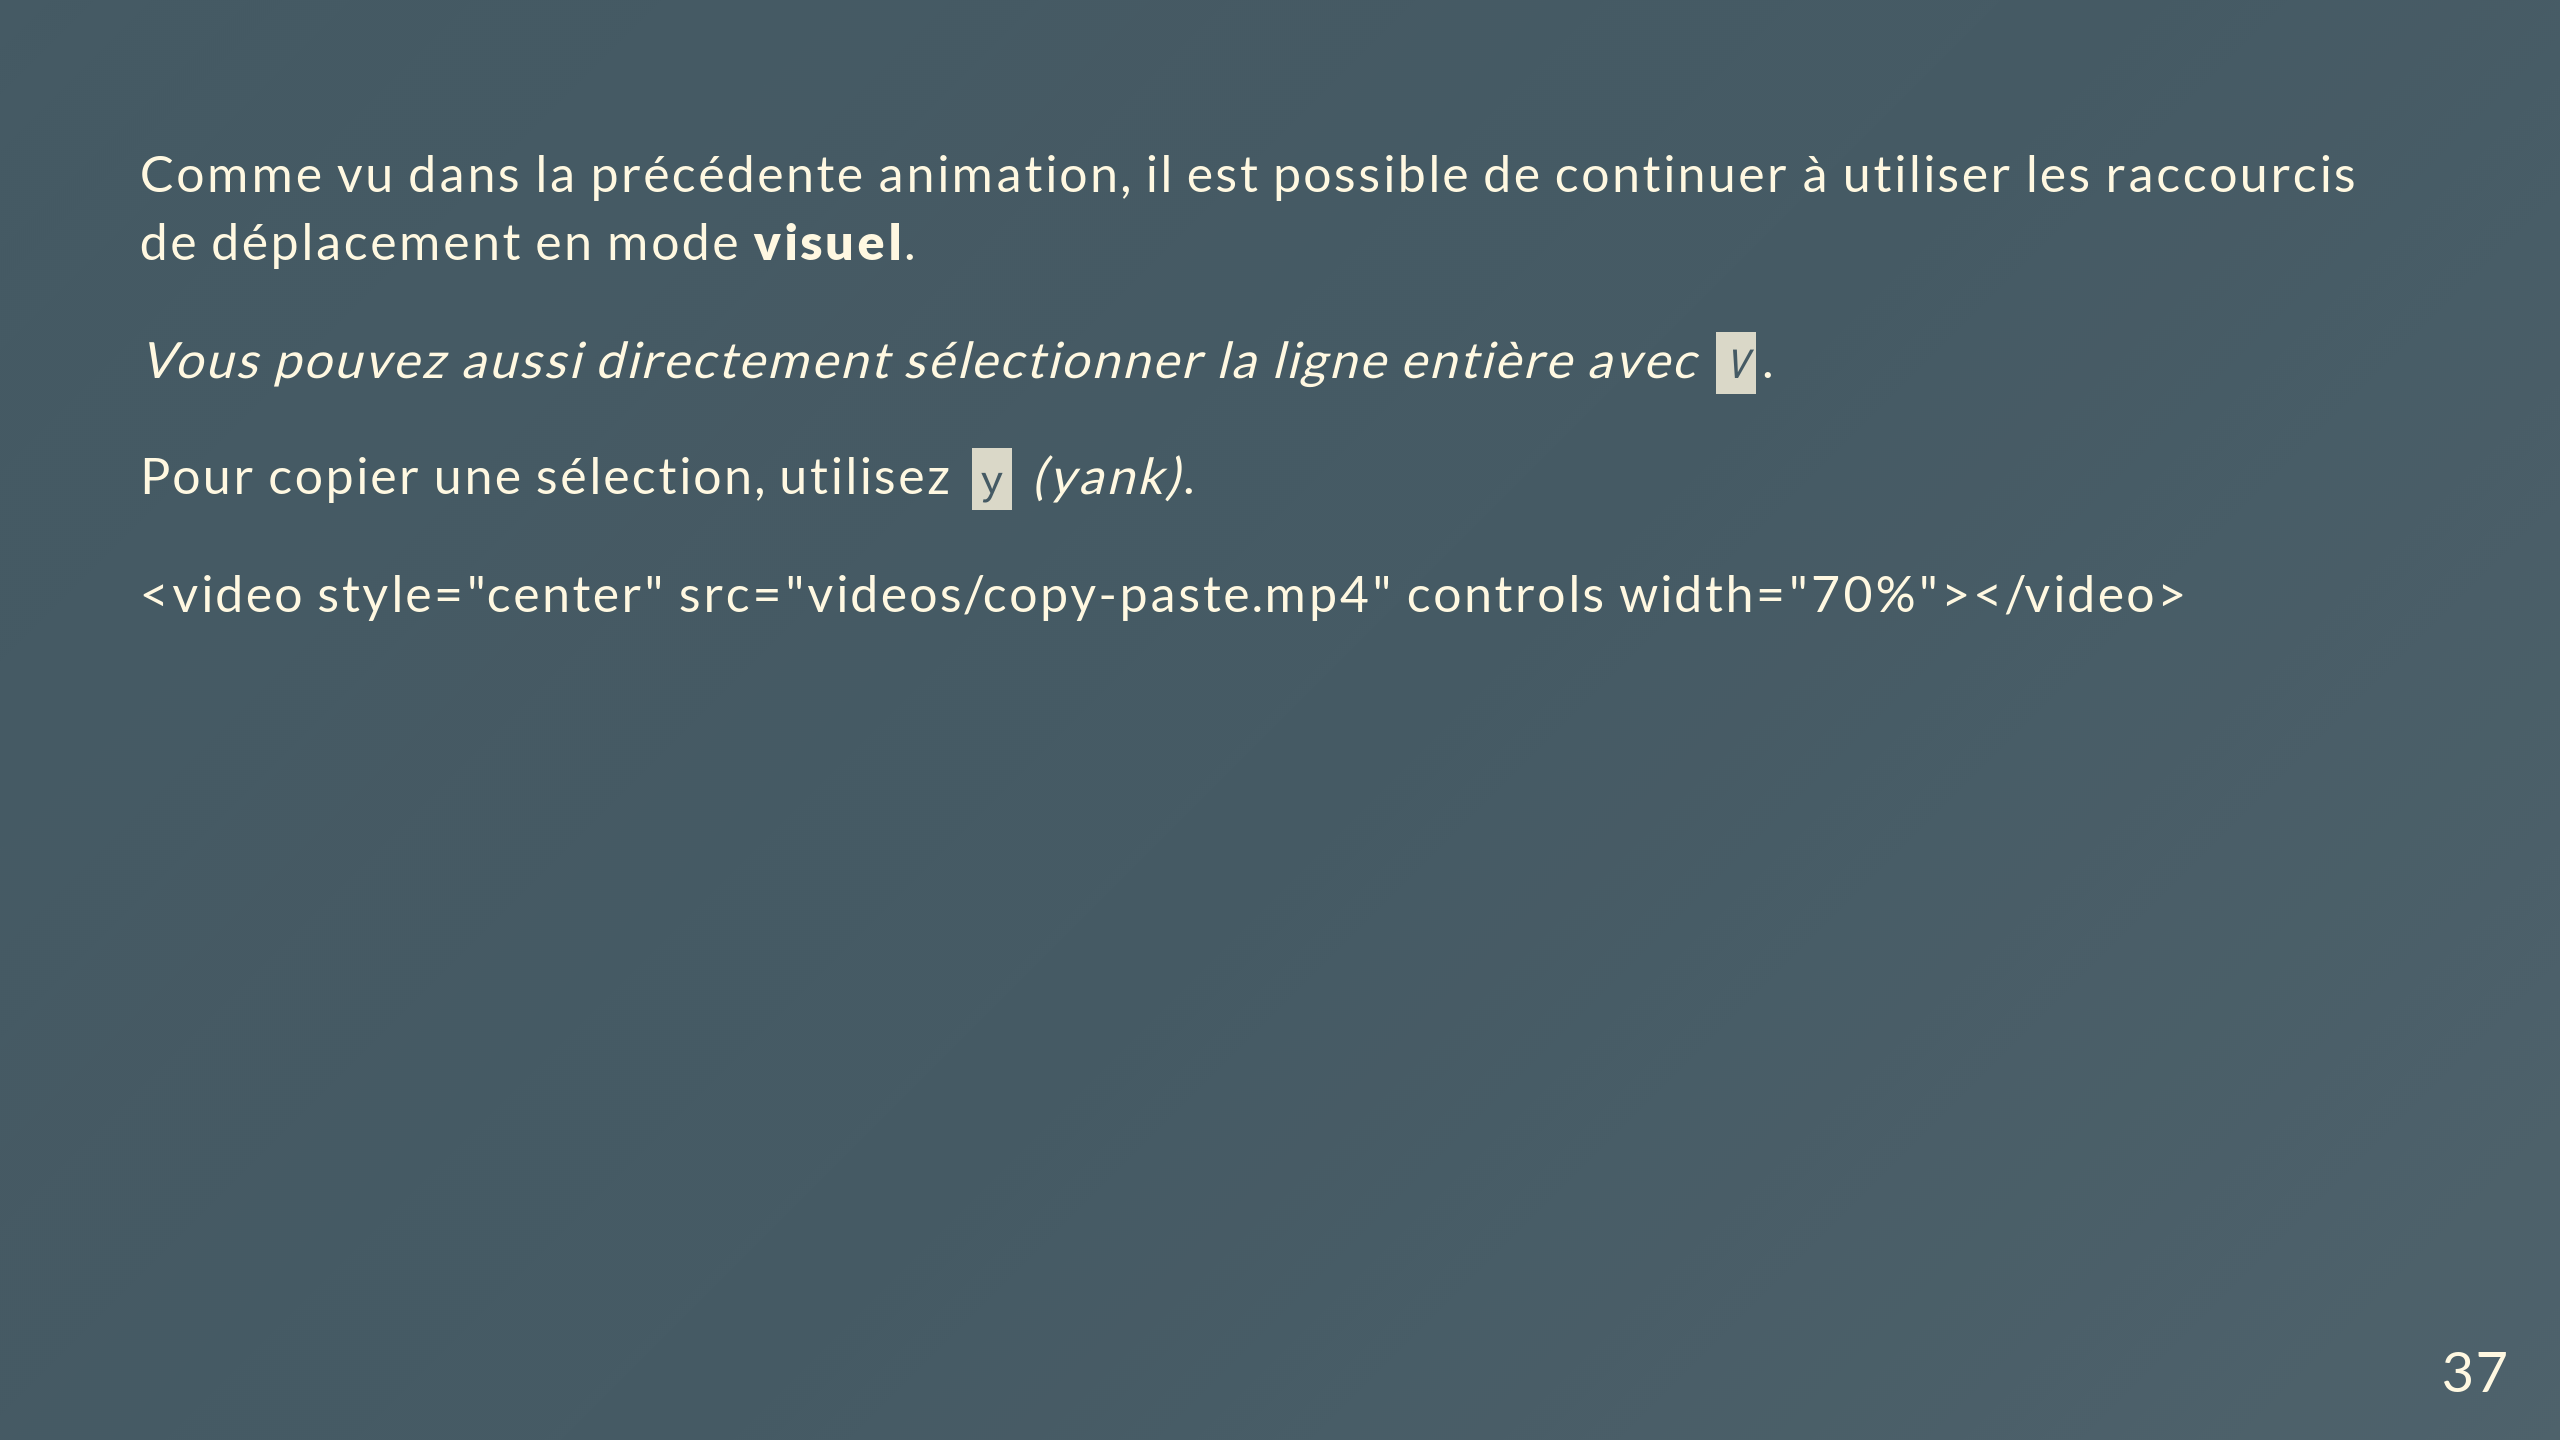 Comme vu dans la précédente animation, il est possible de continuer à utiliser les raccourcis
de déplacement en mode visuel.
Vous pouvez aussi directement sélectionner la ligne entière avec V.
Pour copier une sélection, utilisez y (yank).
<video style="center" src="videos/copy-paste.mp4" controls width="70%"></video>
37